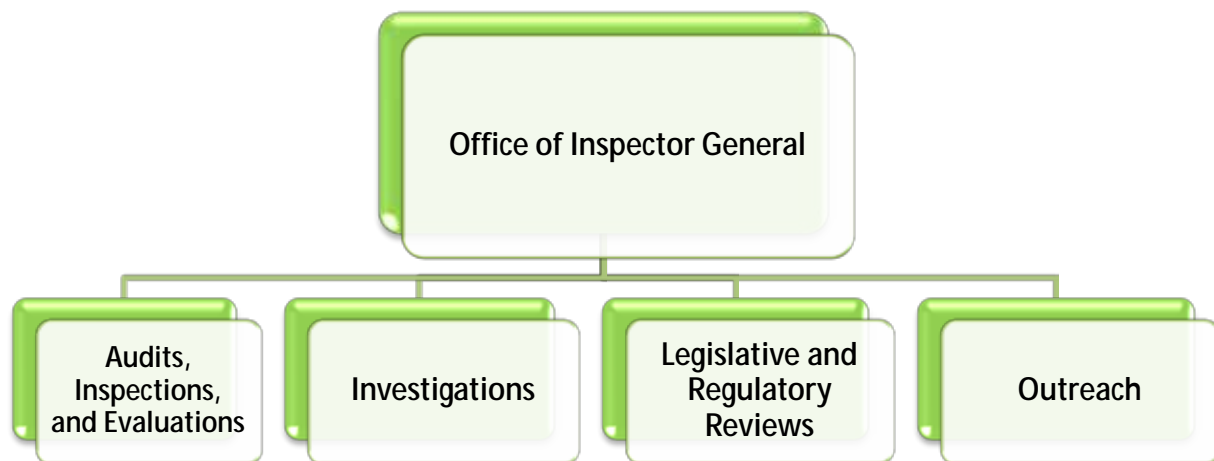 Office of Inspector General
Audits,
Inspections,
and Evaluations
Investigations
Legislative and
Regulatory
Reviews
Outreach